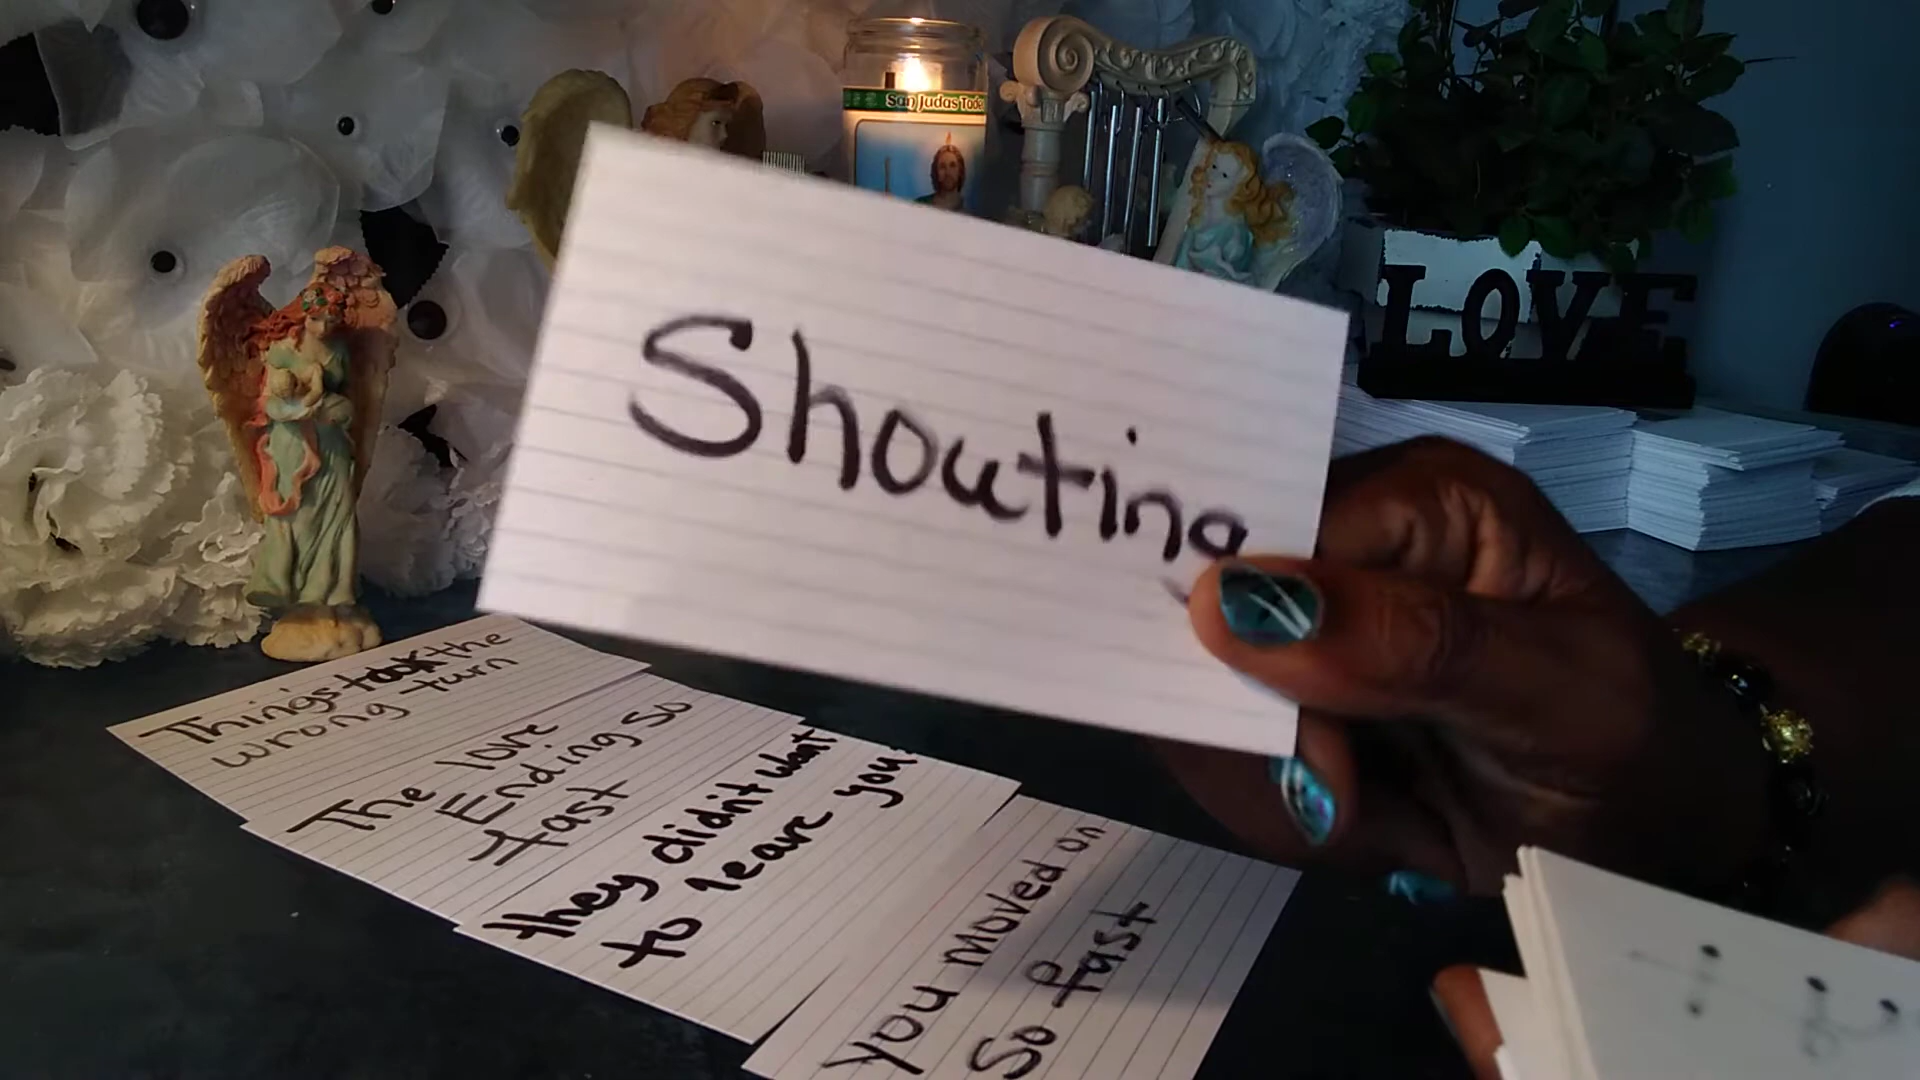 San Judas Tade
LOVE
Shouting
Things took the
wrong turn
The love
Ending so
fast
they didn't want
to leave you.
you moved on
So fast